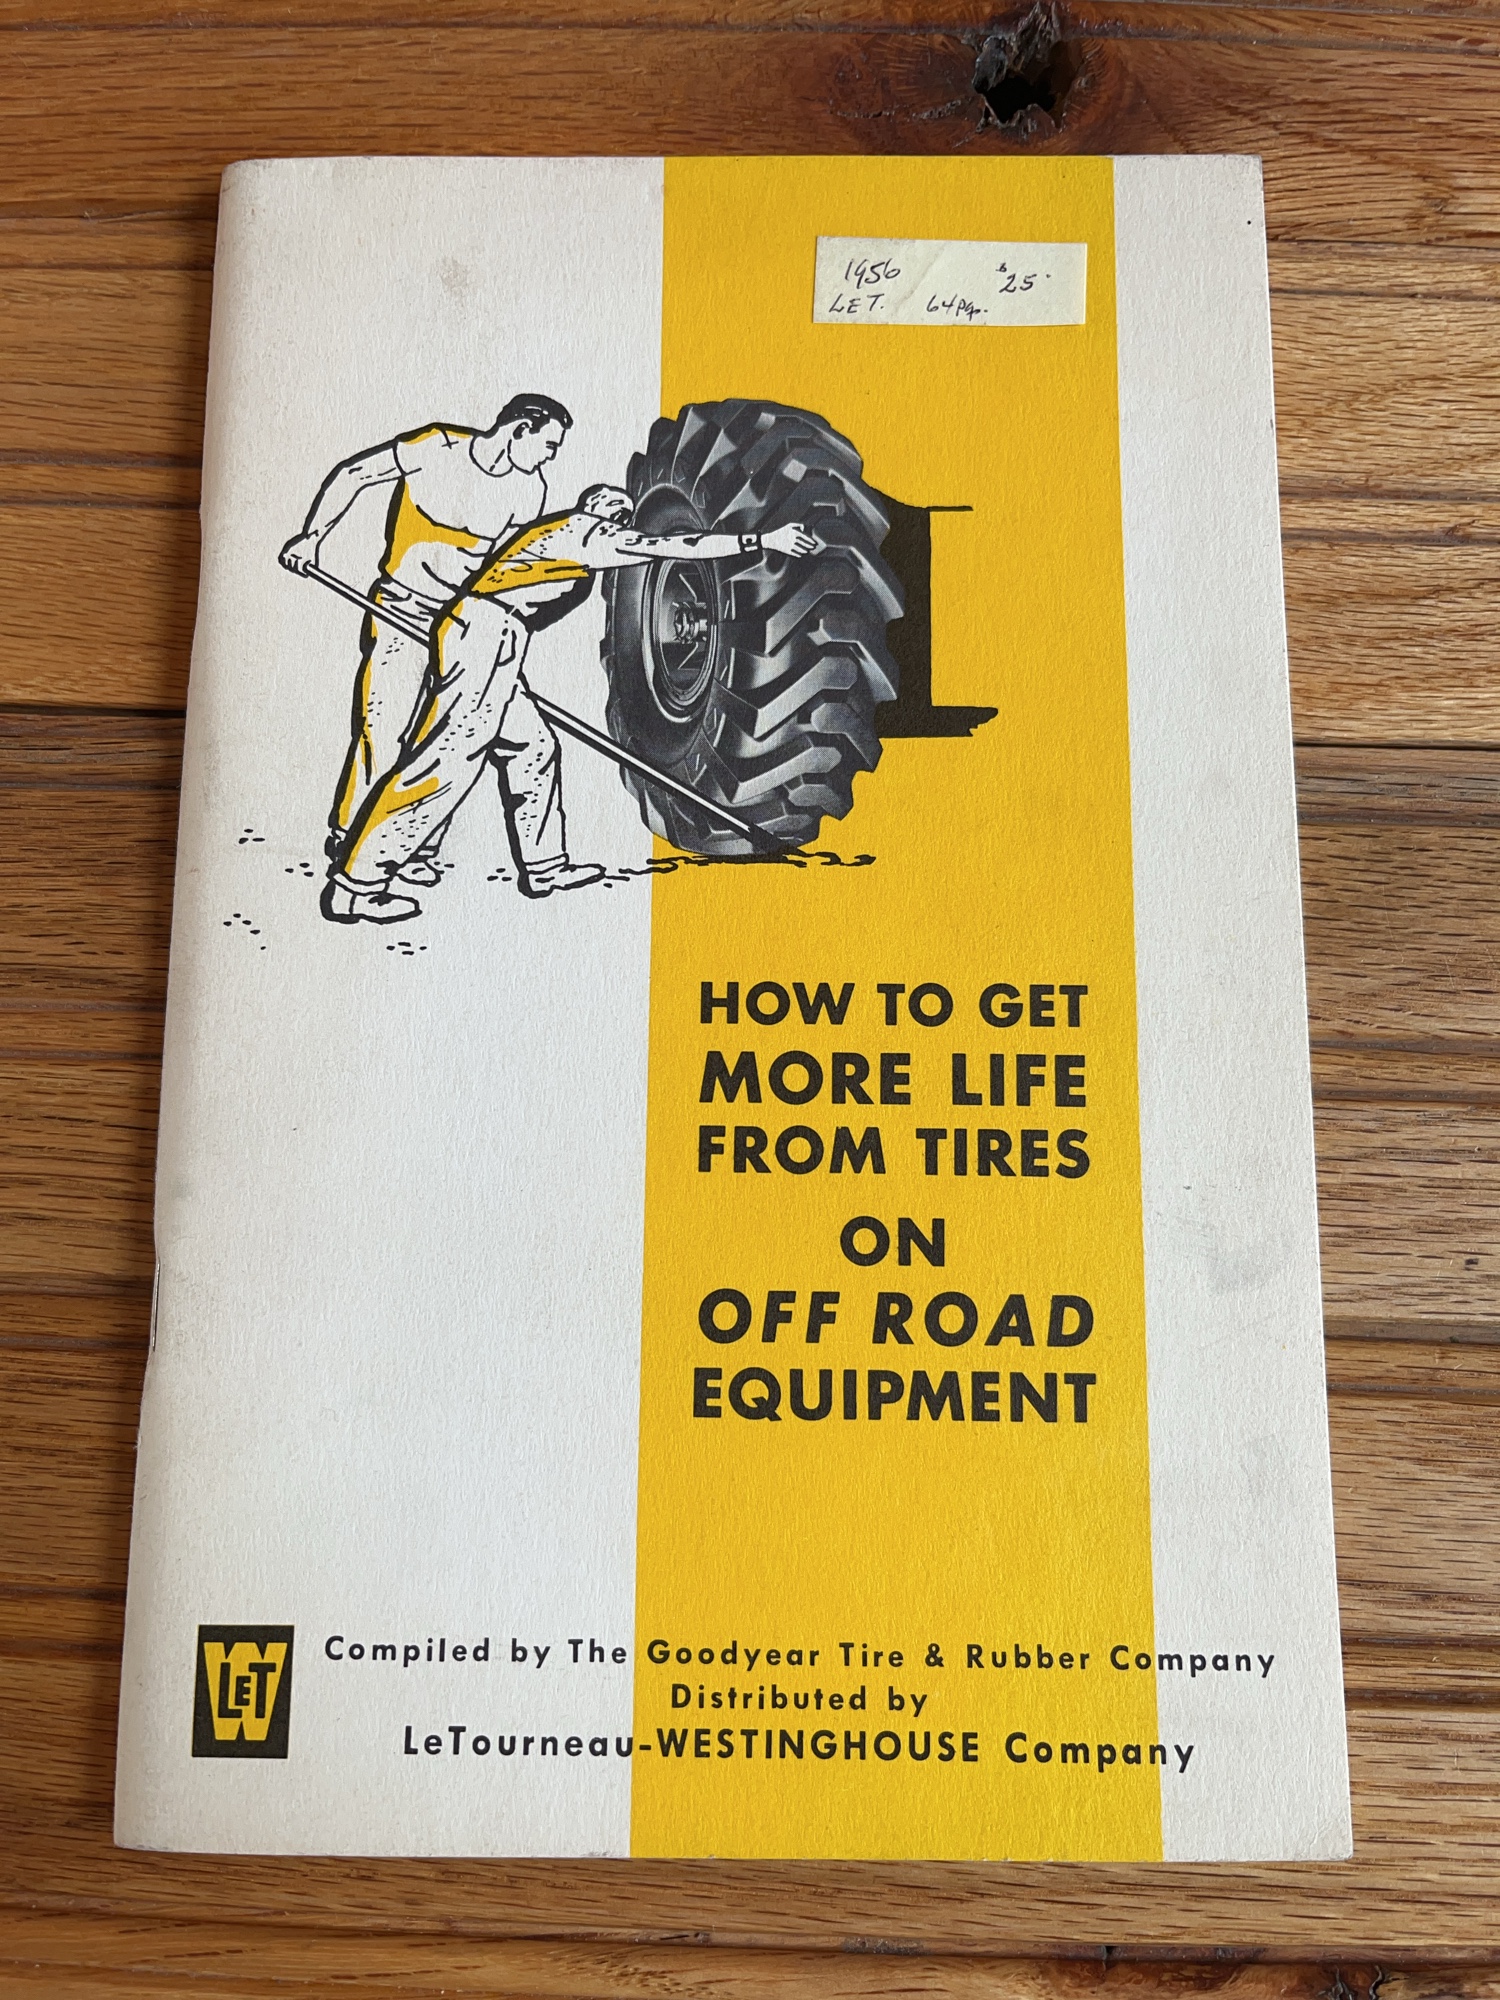 1956 $25.
LET. 64pgs.
HOW TO GET
MORE LIFE
FROM TIRES
ON
OFF ROAD
EQUIPMENT
W
LET
Compiled by The Goodyear Tire & Rubber Company
Distributed by
LeTourneau-WESTINGHOUSE Company